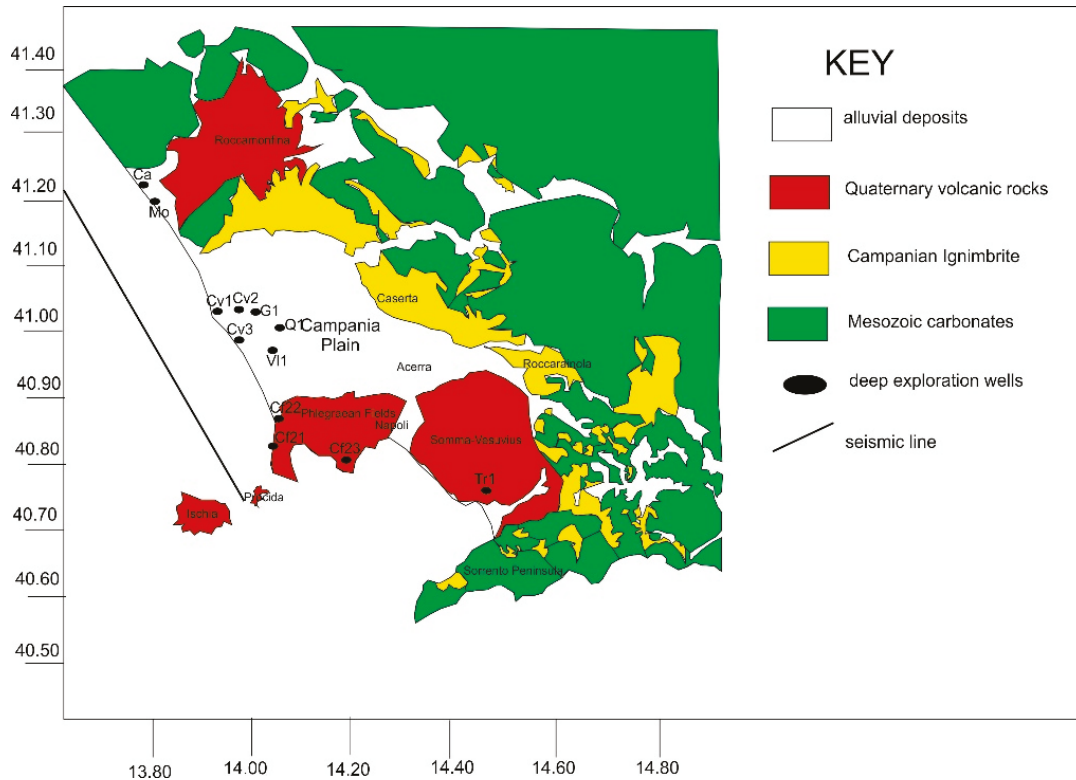 41.40
41.30
41.20
41.10
41.00
40.90
40.80
40.70
40.60
40.50
13.80
14.00
14.20
14.40
14.60
14.80
Roccamonfina
Ca
Mo
Cv1
Cv2
G1
Cv3
Q1
Vl1
Campania
Plain
Caserta
Acerra
Roccarainola
Cf22
Phlegraean Fields
Napoli
Cf21
Cf23
Somma-Vesuvius
Tr1
Procida
Ischia
Sorrento Peninsula
KEY
alluvial deposits
Quaternary volcanic rocks
Campanian Ignimbrite
Mesozoic carbonates
deep exploration wells
seismic line